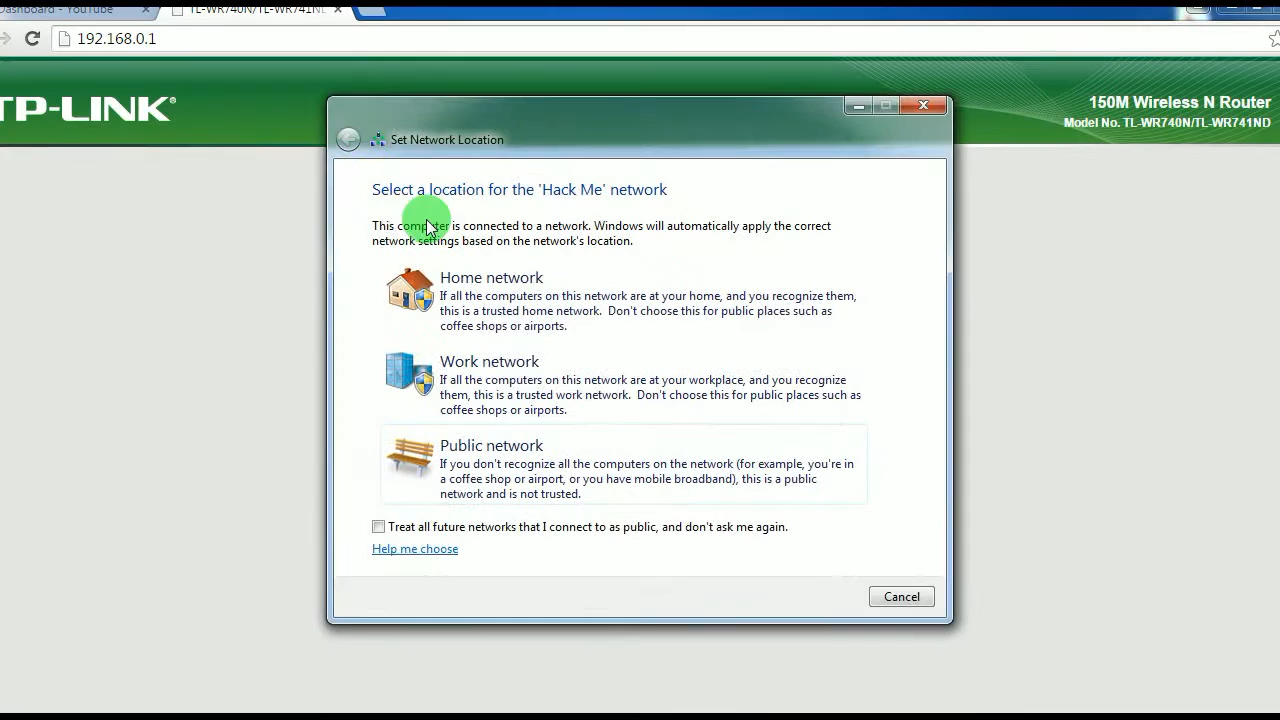 Dashboard - YouTube
TL-WR740N/TL-WR741ND
192.168.0.1
TP-LINK®
150M Wireless N Router
Model No. TL-WR740N/TL-WR741ND
Set Network Location
Select a location for the 'Hack Me' network
This computer is connected to a network. Windows will automatically apply the correct
network settings based on the network's location.
Home network
If all the computers on this network are at your home, and you recognize them,
this is a trusted home network. Don't choose this for public places such as
coffee shops or airports.
Work network
If all the computers on this network are at your workplace, and you recognize
them, this is a trusted work network. Don't choose this for public places such as
coffee shops or airports.
Public network
If you don't recognize all the computers on the network (for example, you're in
a coffee shop or airport, or you have mobile broadband), this is a public
network and is not trusted.
Treat all future networks that I connect to as public, and don't ask me again.
Help me choose
Cancel